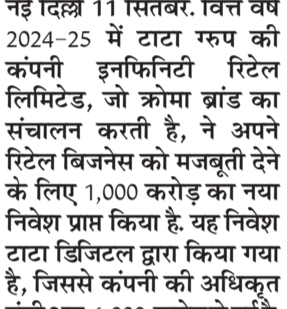 नई दिल्ली 11 सितंबर. वित्त वर्ष
2024-25 में टाटा ग्रुप की
कंपनी इनफिनिटी रिटेल
लिमिटेड, जो क्रोमा ब्रांड का
संचालन करती है, ने अपने
रिटेल बिजनेस को मजबूती देने
के लिए 1,000 करोड़ का नया
निवेश प्राप्त किया है. यह निवेश
टाटा डिजिटल द्वारा किया गया
है, जिससे कंपनी की अधिकृत